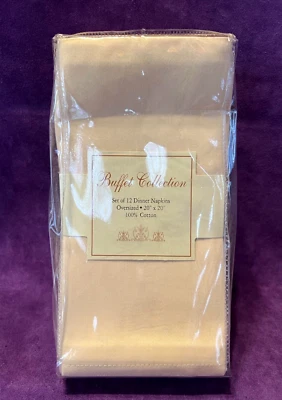 Buffet Collection
Set of 12 Dinner Napkins
Oversized • 20" x 20"
100% Cotton